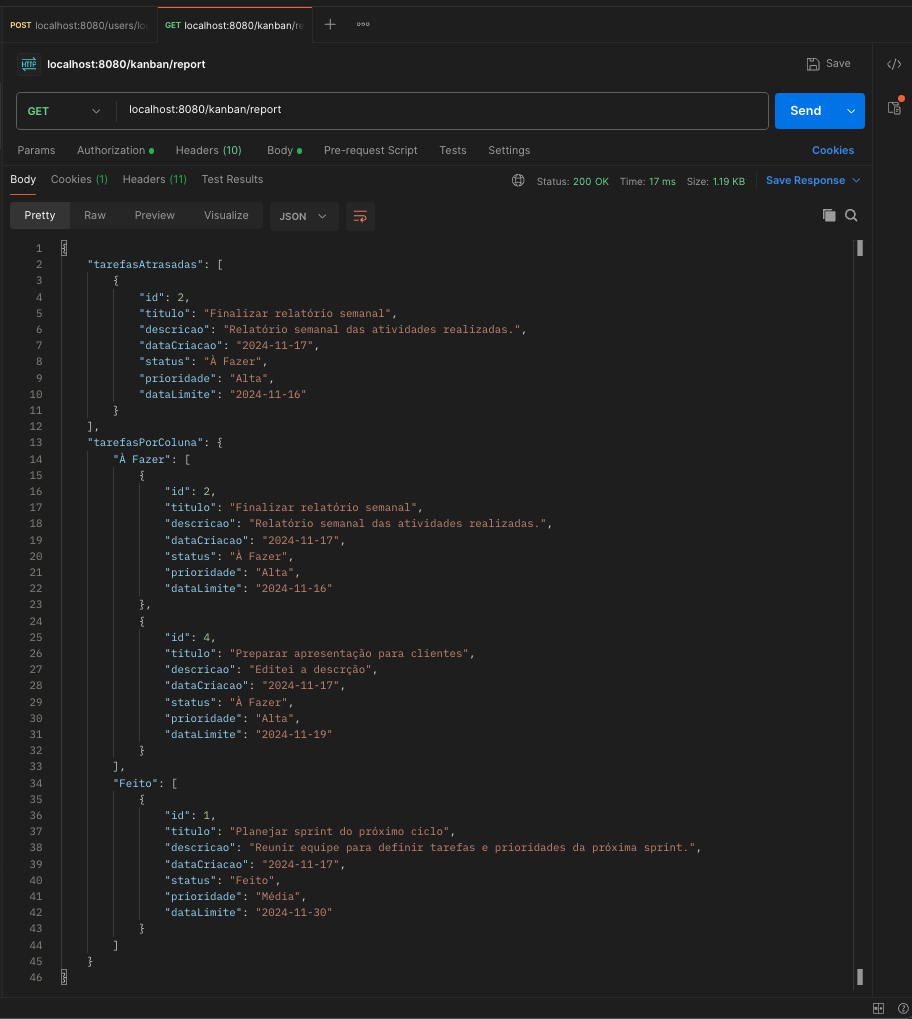 POST localhost:8080/users/lo
GET localhost:8080/kanban/re
HTTP localhost:8080/kanban/report
Save
GET localhost:8080/kanban/report
Send
Params Authorization Headers (10) Body Pre-request Script Tests Settings Cookies
Body Cookies (1) Headers (11) Test Results Status: 200 OK Time: 17 ms Size: 1.19 KB Save Response
Pretty Raw Preview Visualize JSON
1 {
2 "tarefasAtrasadas": [
3 {
4 "id": 2,
5 "titulo": "Finalizar relatório semanal",
6 "descricao": "Relatório semanal das atividades realizadas.",
7 "dataCriacao": "2024-11-17",
8 "status": "À Fazer",
9 "prioridade": "Alta",
10 "dataLimite": "2024-11-16"
11 }
12 ],
13 "tarefasPorColuna": {
14 "À Fazer": [
15 {
16 "id": 2,
17 "titulo": "Finalizar relatório semanal",
18 "descricao": "Relatório semanal das atividades realizadas.",
19 "dataCriacao": "2024-11-17",
20 "status": "À Fazer",
21 "prioridade": "Alta",
22 "dataLimite": "2024-11-16"
23 },
24 {
25 "id": 4,
26 "titulo": "Preparar apresentação para clientes",
27 "descricao": "Editei a descrção",
28 "dataCriacao": "2024-11-17",
29 "status": "À Fazer",
30 "prioridade": "Alta",
31 "dataLimite": "2024-11-19"
32 }
33 ],
34 "Feito": [
35 {
36 "id": 1,
37 "titulo": "Planejar sprint do próximo ciclo",
38 "descricao": "Reunir equipe para definir tarefas e prioridades da próxima sprint.",
39 "dataCriacao": "2024-11-17",
40 "status": "Feito",
41 "prioridade": "Média",
42 "dataLimite": "2024-11-30"
43 }
44 ]
45 }
46 }